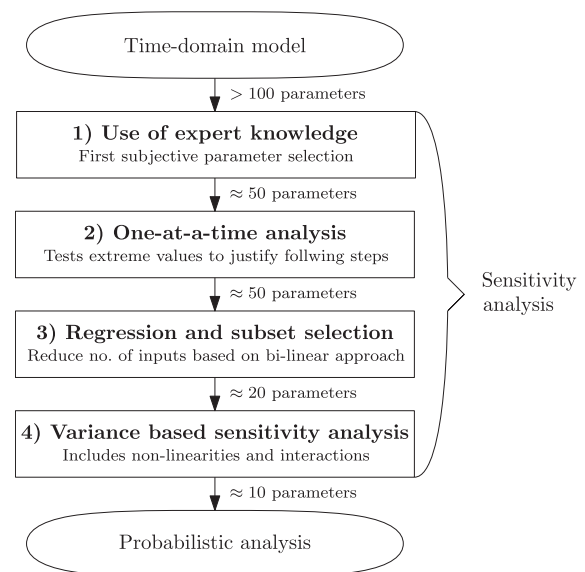 Time-domain model
> 100 parameters
1) Use of expert knowledge
First subjective parameter selection
≈ 50 parameters
2) One-at-a-time analysis
Tests extreme values to justify follwing steps
≈ 50 parameters
Sensitivity
analysis
3) Regression and subset selection
Reduce no. of inputs based on bi-linear approach
≈ 20 parameters
4) Variance based sensitivity analysis
Includes non-linearities and interactions
≈ 10 parameters
Probabilistic analysis